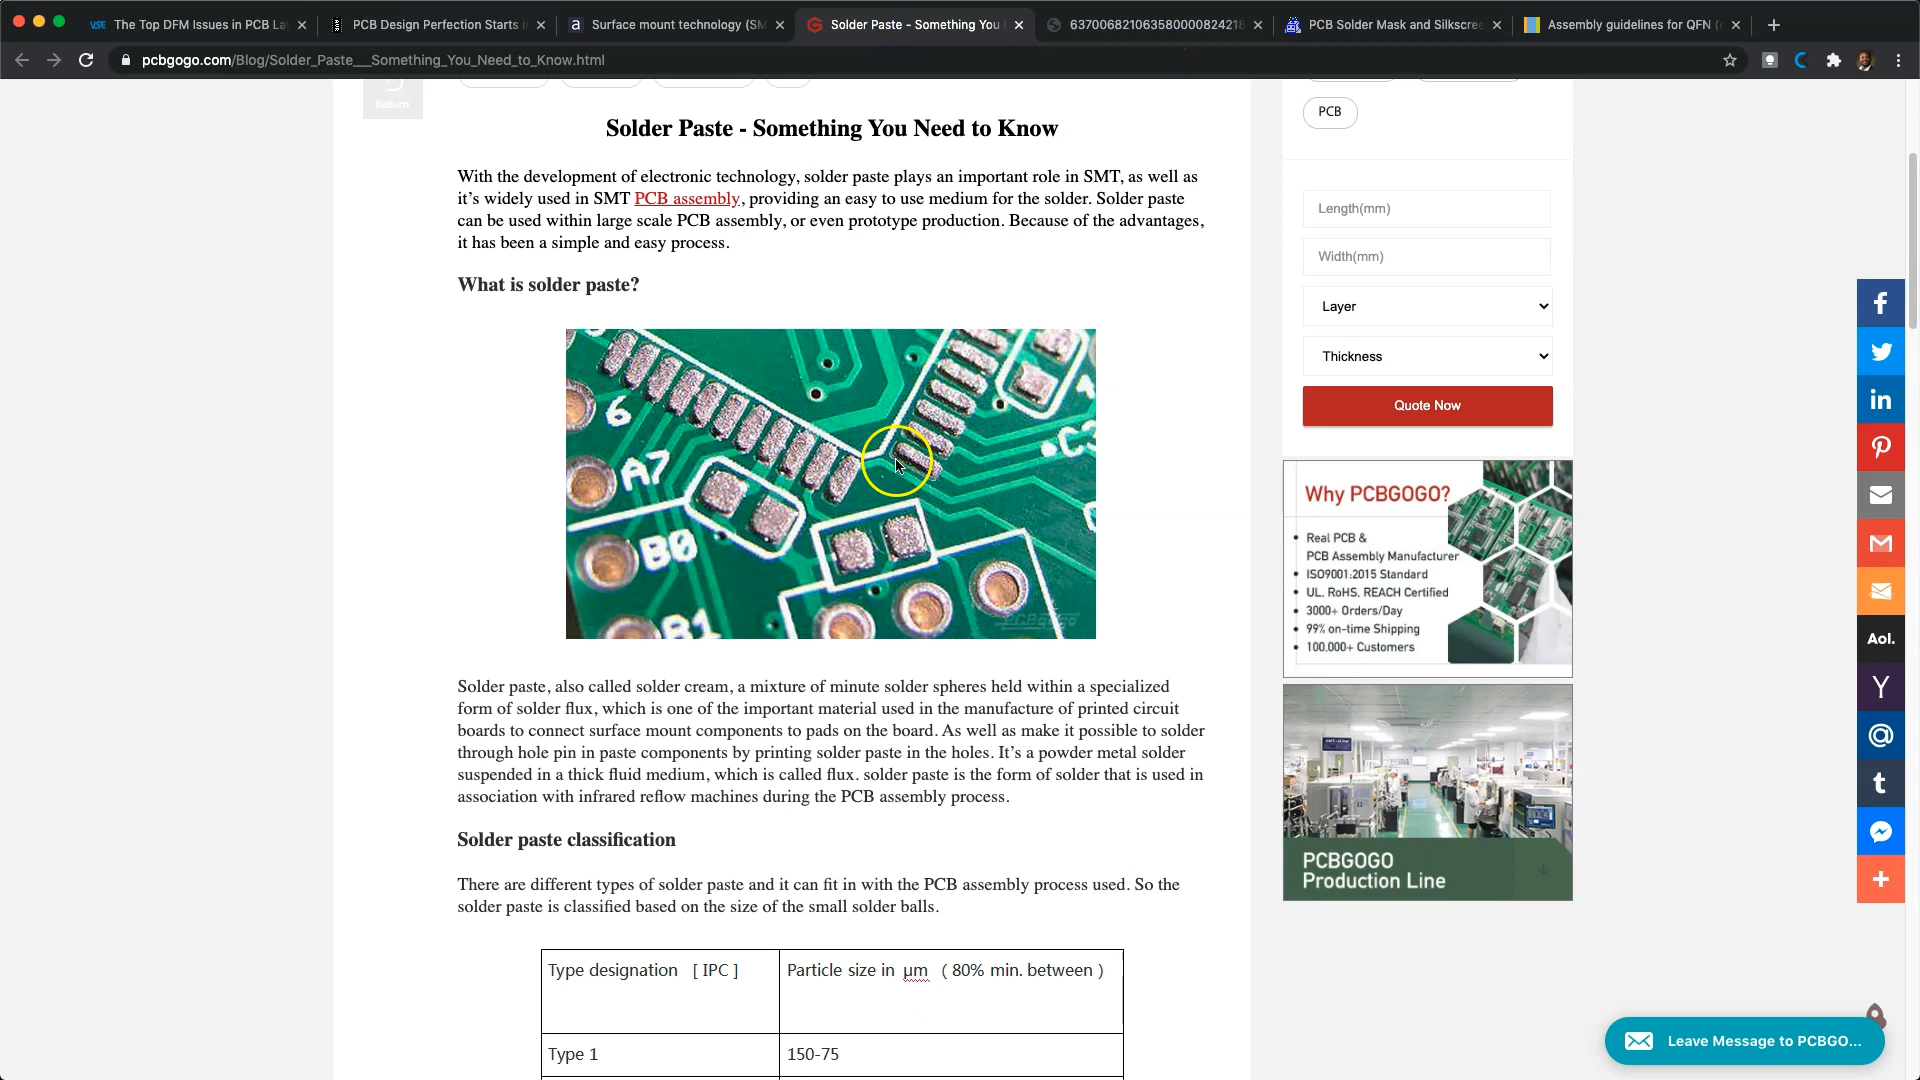 The Top DFM Issues in PCB La
PCB Design Perfection Starts i
Surface mount technology (SM
Solder Paste - Something You
637006821063580000824218
PCB Solder Mask and Silkscree
Assembly guidelines for QFN (
pcbgogo.com/Blog/Solder_Paste___Something_You_Need_to_Know.html
Return
Solder Paste - Something You Need to Know
With the development of electronic technology, solder paste plays an important role in SMT, as well as
it's widely used in SMT PCB assembly, providing an easy to use medium for the solder. Solder paste
can be used within large scale PCB assembly, or even prototype production. Because of the advantages,
it has been a simple and easy process.
What is solder paste?
6
A7
B0
B1
C3
PCBGOGO
Solder paste, also called solder cream, a mixture of minute solder spheres held within a specialized
form of solder flux, which is one of the important material used in the manufacture of printed circuit
boards to connect surface mount components to pads on the board. As well as make it possible to solder
through hole pin in paste components by printing solder paste in the holes. It's a powder metal solder
suspended in a thick fluid medium, which is called flux. solder paste is the form of solder that is used in
association with infrared reflow machines during the PCB assembly process.
Solder paste classification
There are different types of solder paste and it can fit in with the PCB assembly process used. So the
solder paste is classified based on the size of the small solder balls.
Type designation [ IPC ]
Particle size in μm ( 80% min. between )
Type 1
150-75
PCB
Length(mm)
Width(mm)
Layer
Thickness
Quote Now
Why PCBGOGO?
• Real PCB &
PCB Assembly Manufacturer
• ISO9001:2015 Standard
• UL, RoHS, REACH Certified
• 3000+ Orders/Day
• 99% on-time Shipping
• 100,000+ Customers
PCBGOGO
Production Line
Aol.
Leave Message to PCBGO...